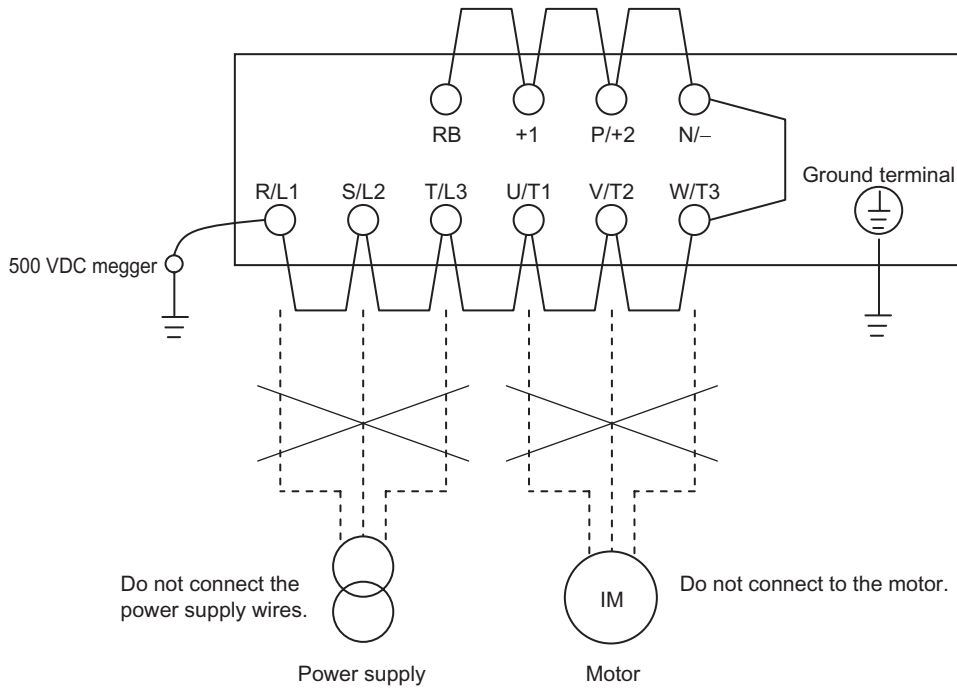 RB +1 P/+2 N/–
R/L1 S/L2 T/L3 U/T1 V/T2 W/T3
Ground terminal
500 VDC megger
Do not connect the
power supply wires.
IM
Do not connect to the motor.
Power supply
Motor